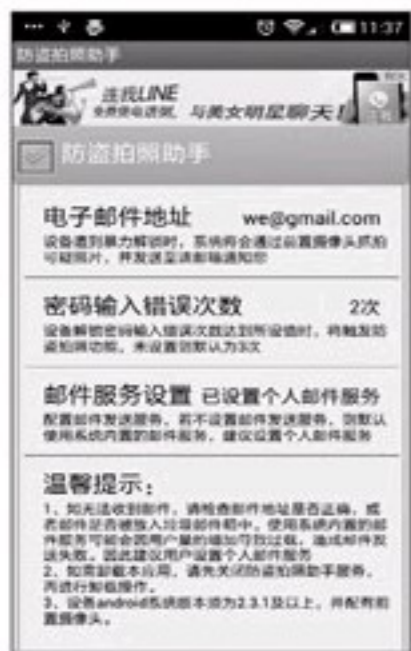 11:37
防盗拍照助手
连我LINE
免费传电话聊，与美女明星聊天！
防盗拍照助手
电子邮件地址 we@gmail.com
设备遭到暴力解锁时，系统将会通过前置摄像头抓拍
可疑照片，并发送至该邮箱通知您
密码输入错误次数 2次
设备解锁密码输入错误次数达到所设值时，将触发防
盗拍照功能，未设置则默认为3次
邮件服务设置 已设置个人邮件服务
配置邮件发送服务，若不设置邮件发送服务，则默认
使用系统内置的邮件服务，建议设置个人邮件服务
温馨提示：
1、如无法收到邮件，请检查邮件地址是否正确，或
者邮件是否被放入垃圾邮件箱中。使用系统内置的邮
件服务可能会因用户量的增加导致过载，造成邮件发
送失败，因此建议用户设置个人邮件服务
2、如需卸载本应用，请先关闭防盗拍照助手服务，
再进行卸载操作。
3、设备android系统版本须为2.3.1及以上，并配有前
置摄像头。